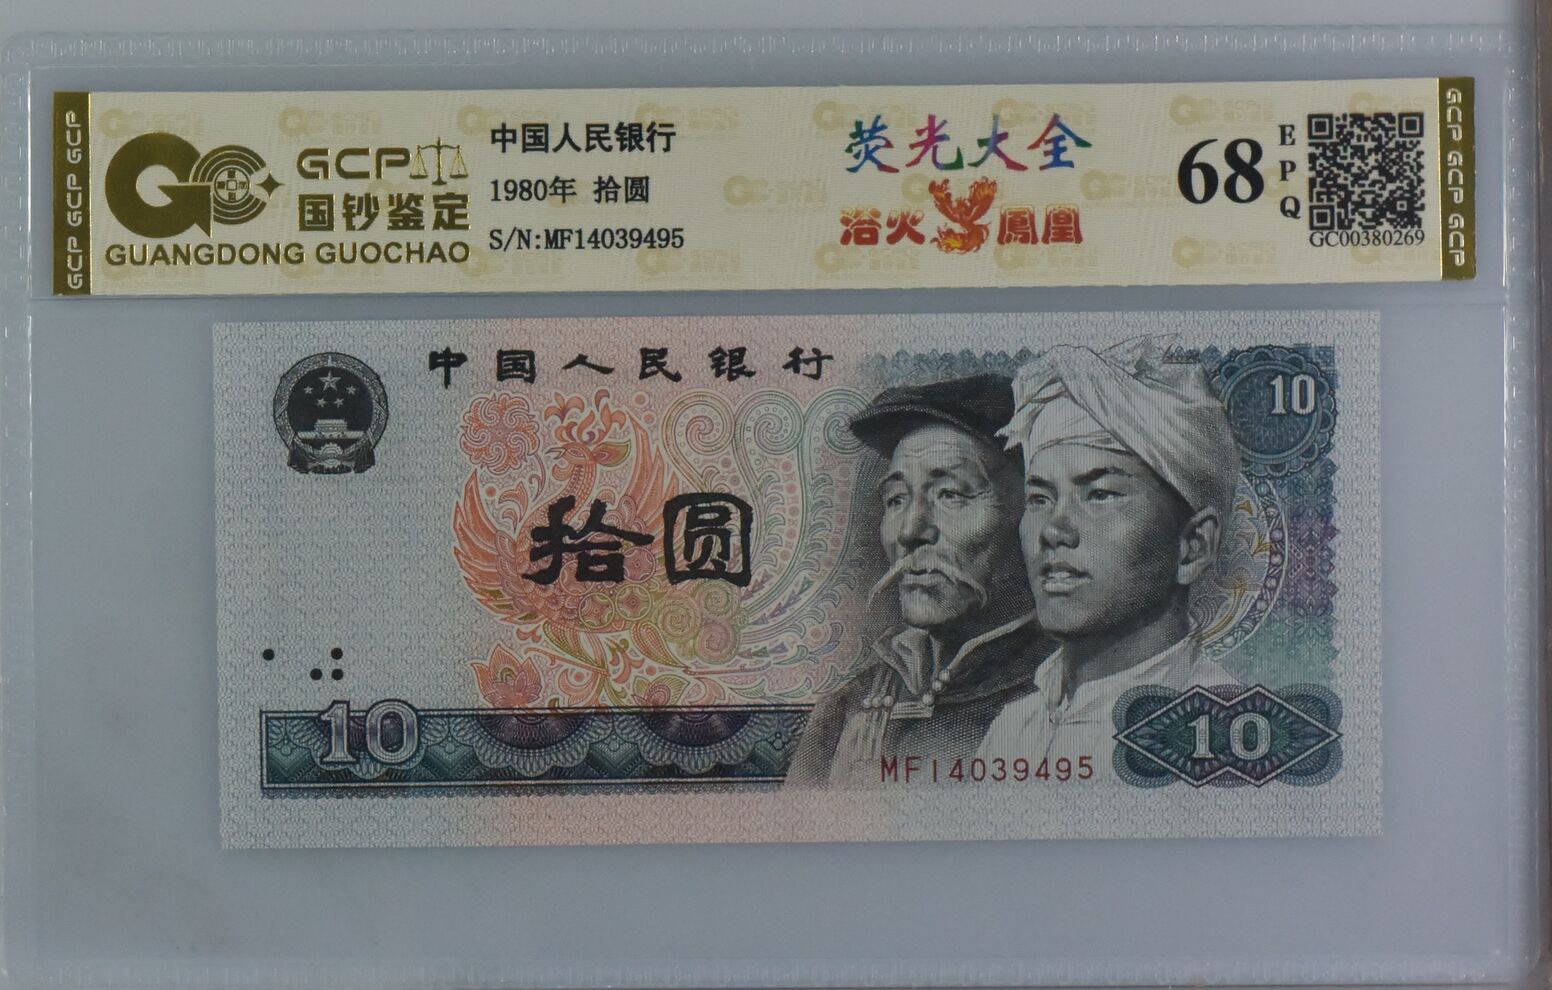 GCP GCP GCP
GCP
国钞鉴定
GUANGDONG GUOCHAO
中国人民银行
1980年 拾圆
S/N:MF14039495
荧光大全
浴火鳳凰
68
EPQ
GC00380269
GCP GCP GCP
中国人民银行
10
拾圆
10
MF14039495
10